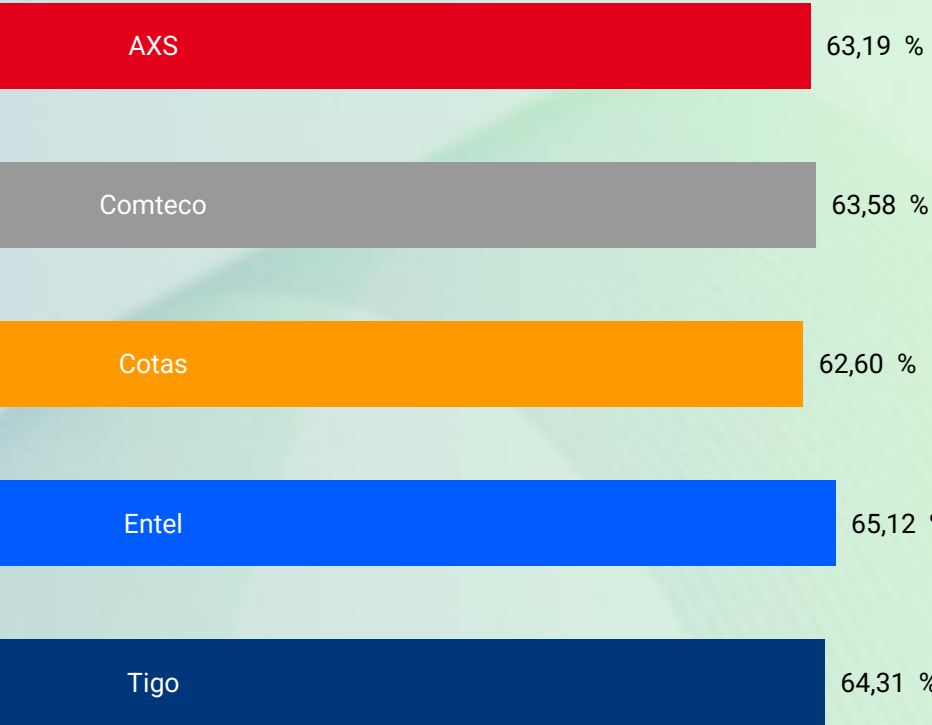 AXS 63,19 %
Comteco 63,58 %
Cotas 62,60 %
Entel 65,12 %
Tigo 64,31 %